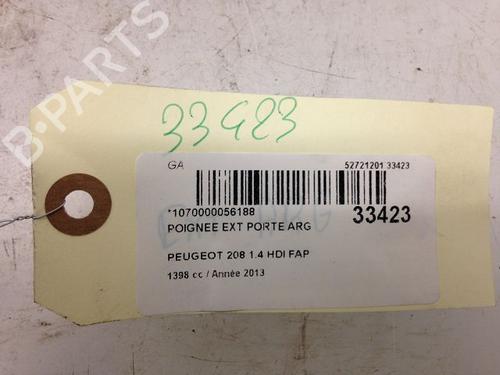 B-PARTS
33423
GA 52721201 33423
*1070000056188 33423
POIGNEE EXT PORTE ARG
PEUGEOT 208 1.4 HDI FAP
1398 cc / Année 2013